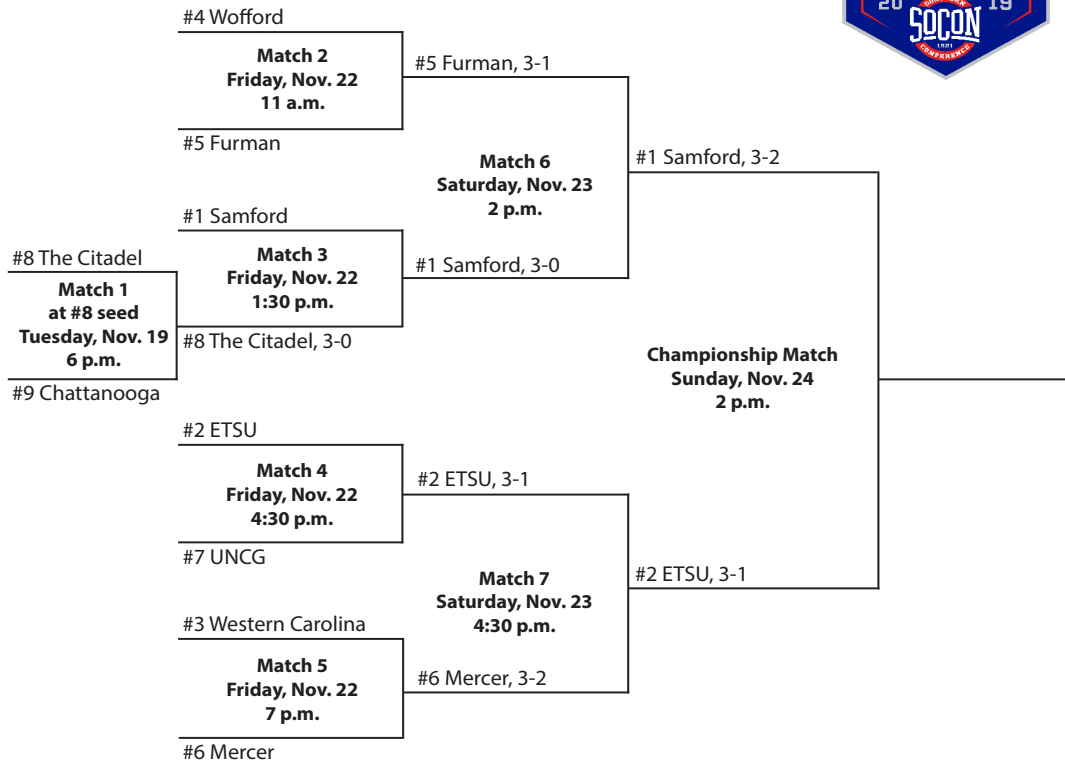 20 19
SOCON
1921
CONFERENCE
#4 Wofford
Match 2
Friday, Nov. 22
11 a.m.
#5 Furman
#5 Furman, 3-1
Match 6
Saturday, Nov. 23
2 p.m.
#1 Samford, 3-2
#1 Samford
Match 3
Friday, Nov. 22
1:30 p.m.
#1 Samford, 3-0
#8 The Citadel
Match 1
at #8 seed
Tuesday, Nov. 19
6 p.m.
#9 Chattanooga
#8 The Citadel, 3-0
Championship Match
Sunday, Nov. 24
2 p.m.
#2 ETSU
Match 4
Friday, Nov. 22
4:30 p.m.
#7 UNCG
#2 ETSU, 3-1
Match 7
Saturday, Nov. 23
4:30 p.m.
#2 ETSU, 3-1
#3 Western Carolina
Match 5
Friday, Nov. 22
7 p.m.
#6 Mercer
#6 Mercer, 3-2